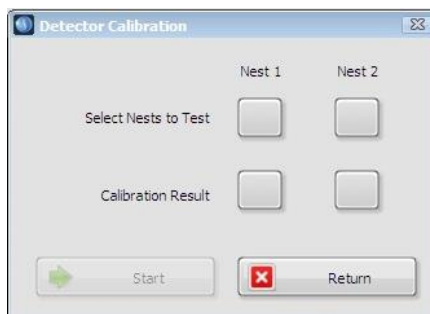 Detector Calibration
Nest 1 Nest 2
Select Nests to Test
Calibration Result
Start Return